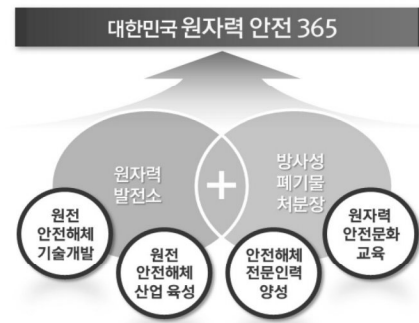 대한민국 원자력 안전 365
원자력
발전소
+
방사성
폐기물
처분장
원전
안전해체
기술개발
원전
안전해체
산업 육성
안전해체
전문인력
양성
원자력
안전문화
교육